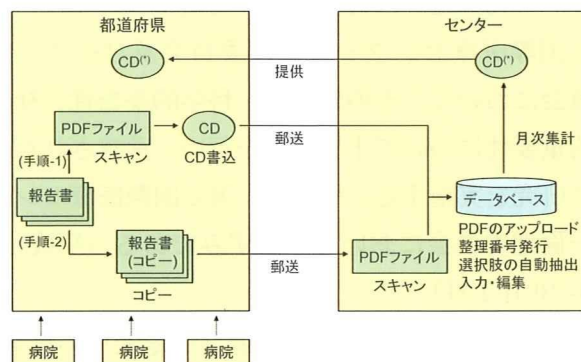 都道府県
センター
CD(*)
提供
CD(*)
PDFファイル
スキャン
CD
CD書込
郵送
月次集計
(手順-1)
報告書
(手順-2)
データベース
PDFのアップロード
整理番号発行
選択肢の自動抽出
入力・編集
報告書
(コピー)
コピー
郵送
PDFファイル
スキャン
病院
病院
病院